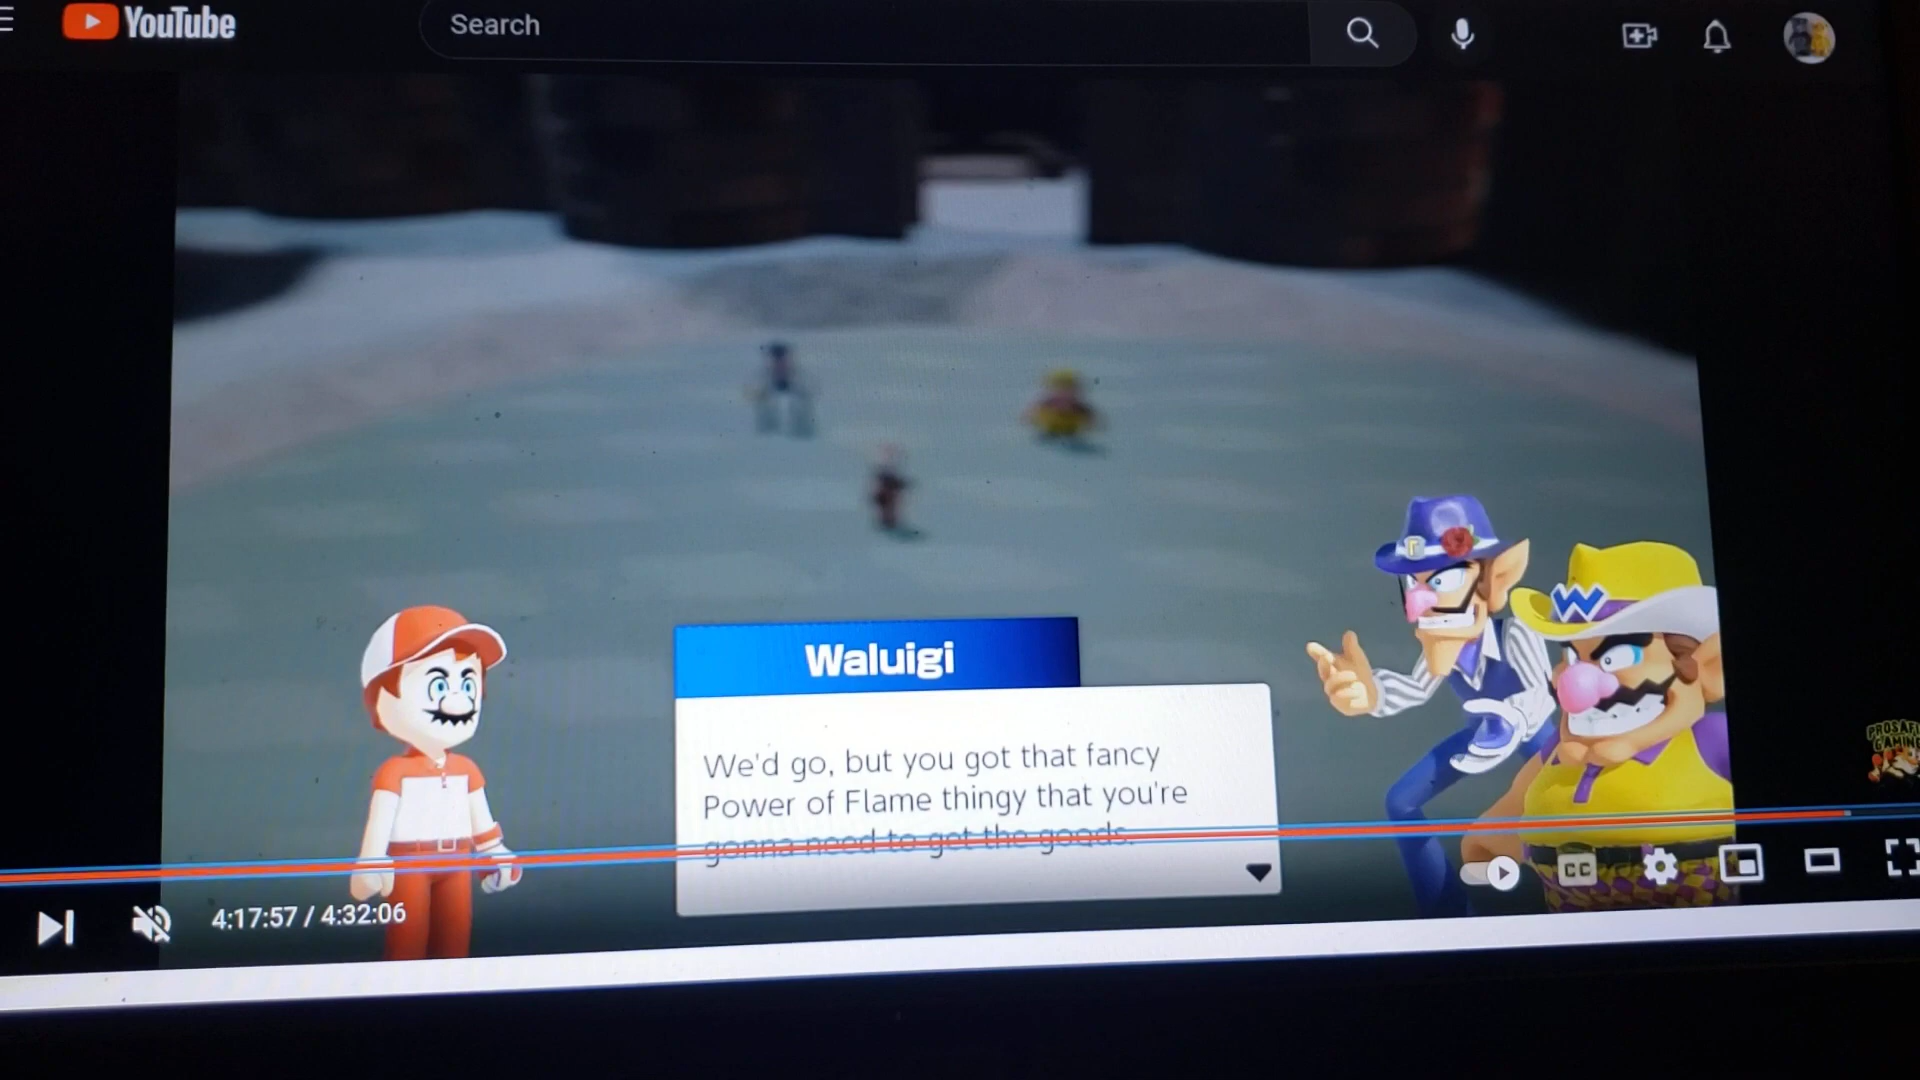 YouTube
Search
Waluigi
We'd go, but you got that fancy
Power of Flame thingy that you're
gonna need to get the goods.
W
4:17:57 / 4:32:06
CC
GAMING